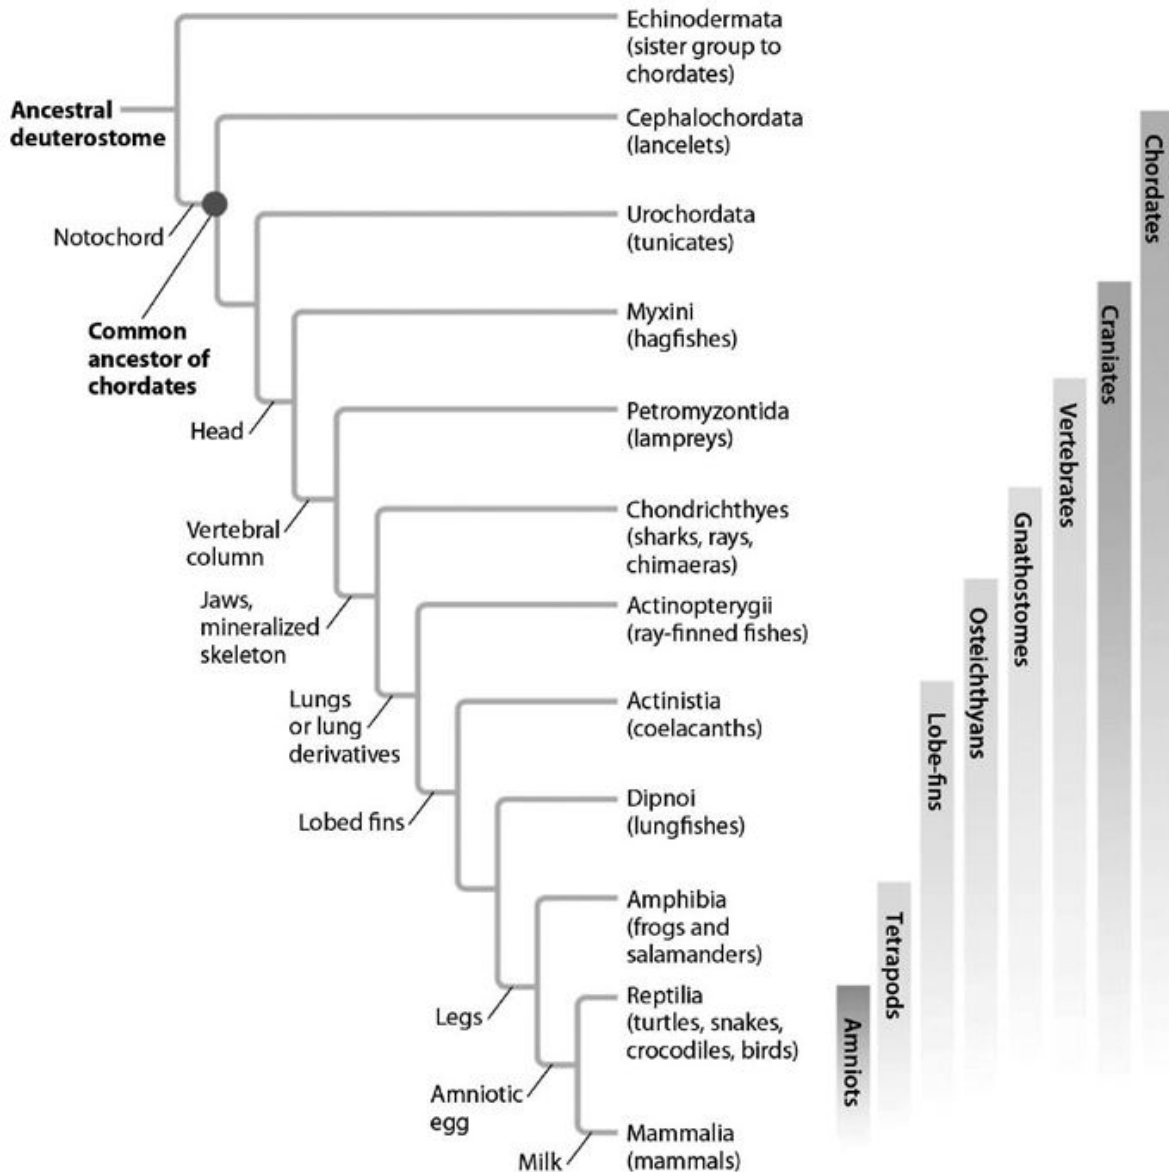 Echinodermata
(sister group to
chordates)
Ancestral
deuterostome
Cephalochordata
(lancelets)
Chordates
Notochord
Urochordata
(tunicates)
Common
ancestor of
chordates
Myxini
(hagfishes)
Craniates
Head
Petromyzontida
(lampreys)
Vertebrates
Vertebral
column
Chondrichthyes
(sharks, rays,
chimaeras)
Gnathostomes
Jaws,
mineralized
skeleton
Actinopterygii
(ray-finned fishes)
Osteichthyans
Lungs
or lung
derivatives
Actinistia
(coelacanths)
Lobe-fins
Lobed fins
Dipnoi
(lungfishes)
Amphibia
(frogs and
salamanders)
Tetrapods
Legs
Reptilia
(turtles, snakes,
crocodiles, birds)
Amniots
Amniotic
egg
Milk
Mammalia
(mammals)